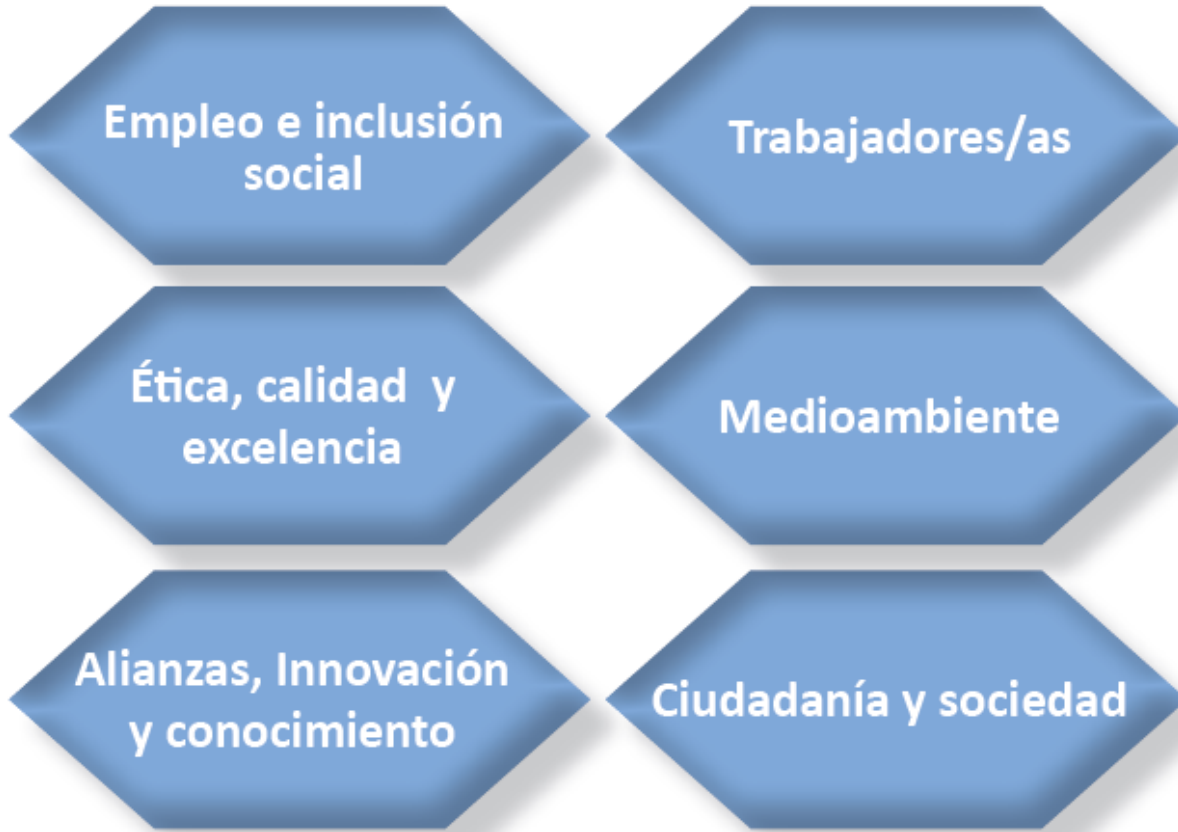 Empleo e inclusión
social
Trabajadores/as
Ética, calidad  y
excelencia
Medioambiente
Alianzas, Innovación
y conocimiento
Ciudadanía y sociedad